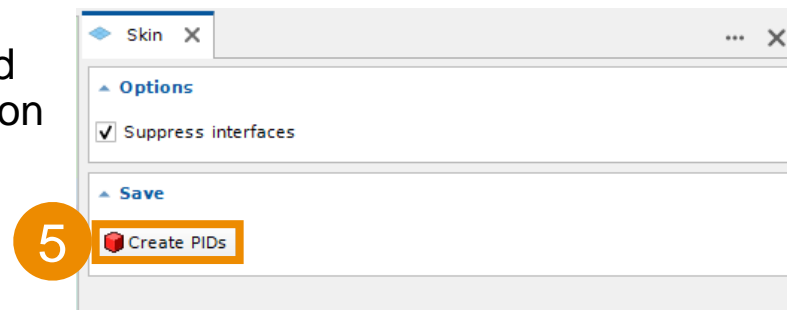 Skin
Options
on
Suppress interfaces
Save
5
Create PIDs